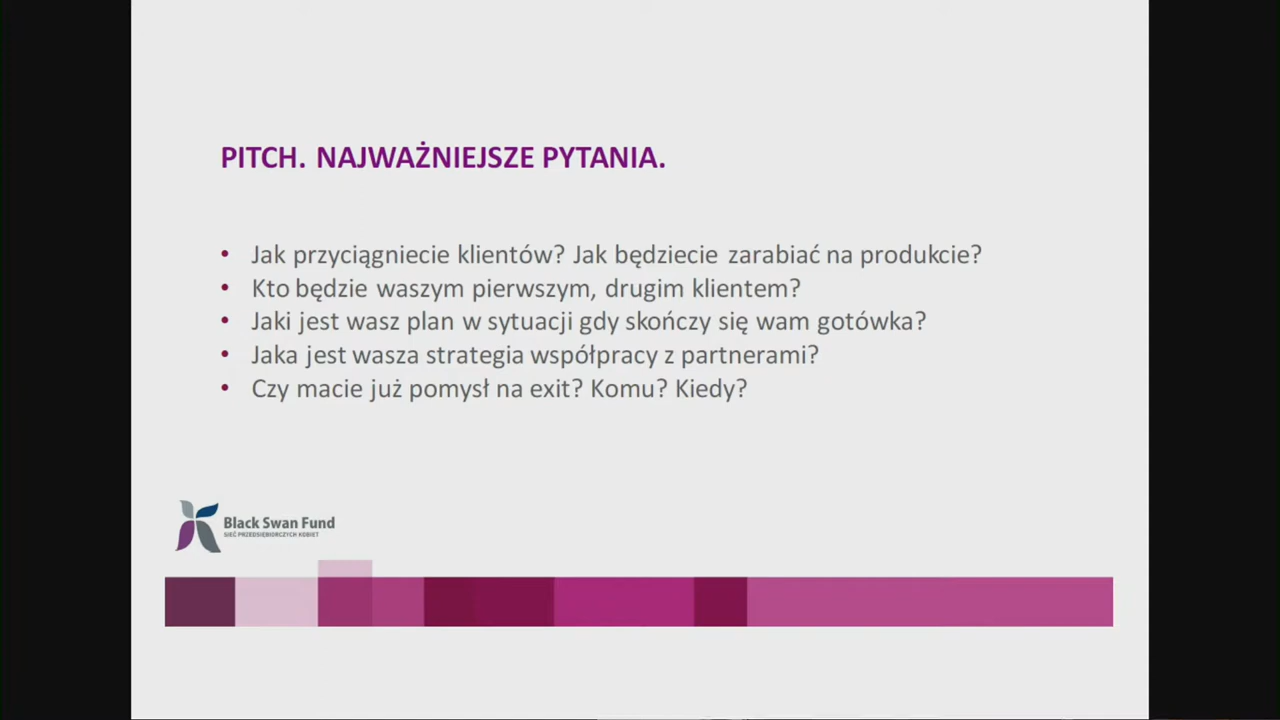 PITCH. NAJWAŻNIEJSZE PYTANIA.
• Jak przyciągniecie klientów? Jak będziecie zarabiać na produkcie?
• Kto będzie waszym pierwszym, drugim klientem?
• Jaki jest wasz plan w sytuacji gdy skończy się wam gotówka?
• Jaka jest wasza strategia współpracy z partnerami?
• Czy macie już pomysł na exit? Komu? Kiedy?
Black Swan Fund
SIEĆ PRZEDSIĘBIORCZYCH KOBIET